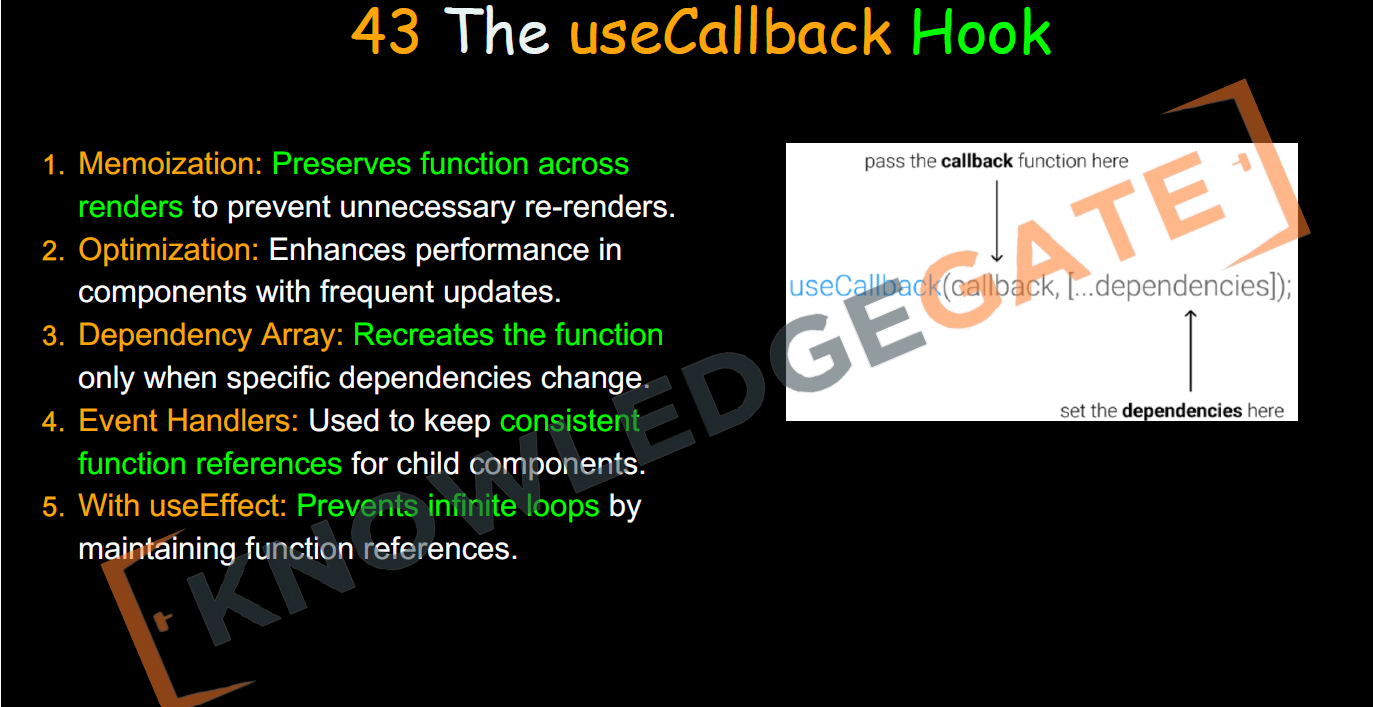 43 The useCallback Hook
1. Memoization: Preserves function across
renders to prevent unnecessary re-renders.
2. Optimization: Enhances performance in
components with frequent updates.
3. Dependency Array: Recreates the function
only when specific dependencies change.
4. Event Handlers: Used to keep consistent
function references for child components.
5. With useEffect: Prevents infinite loops by
maintaining function references.
pass the callback function here
useCallback(callback, [...dependencies]);
set the dependencies here
KNOWLEDGEGATE